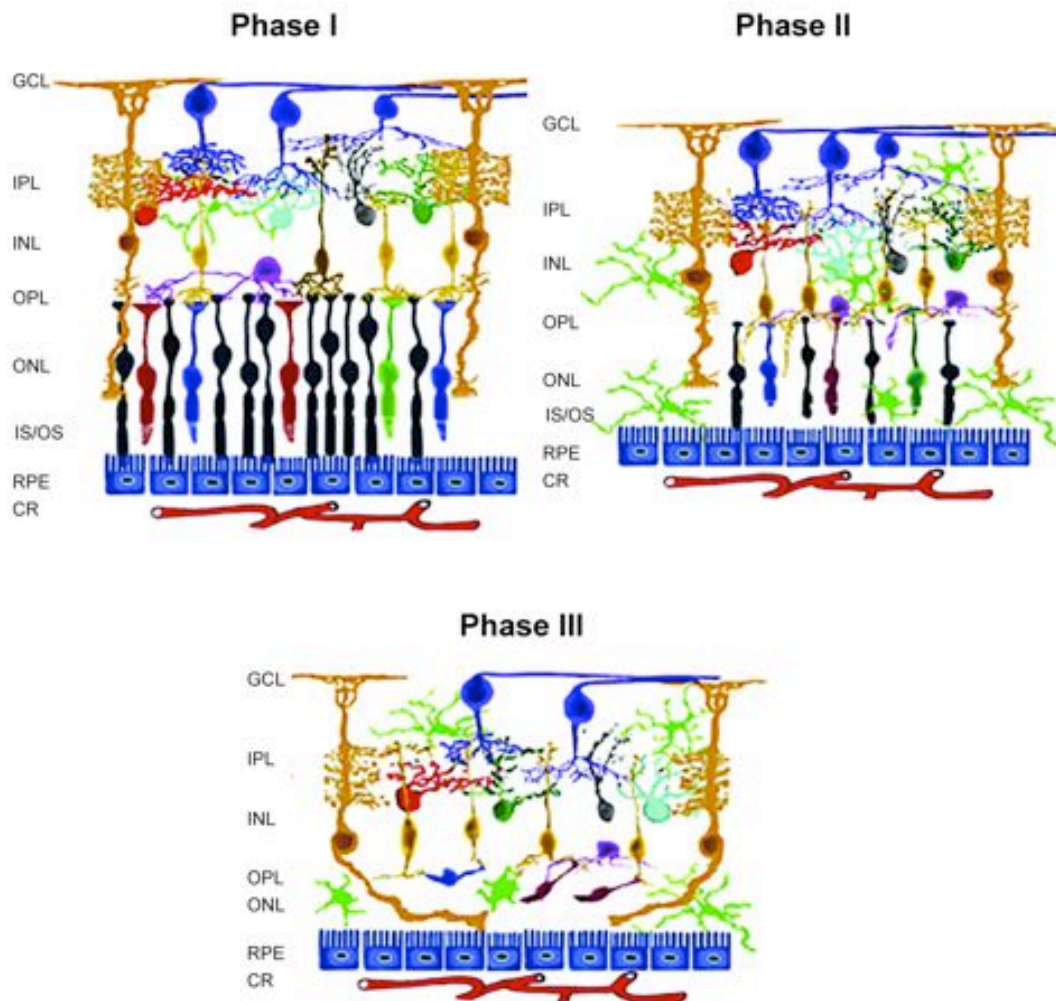 Phase I
GCL
IPL
INL
OPL
ONL
IS/OS
RPE
CR
Phase II
GCL
IPL
INL
OPL
ONL
IS/OS
RPE
CR
Phase III
GCL
IPL
INL
OPL
ONL
RPE
CR